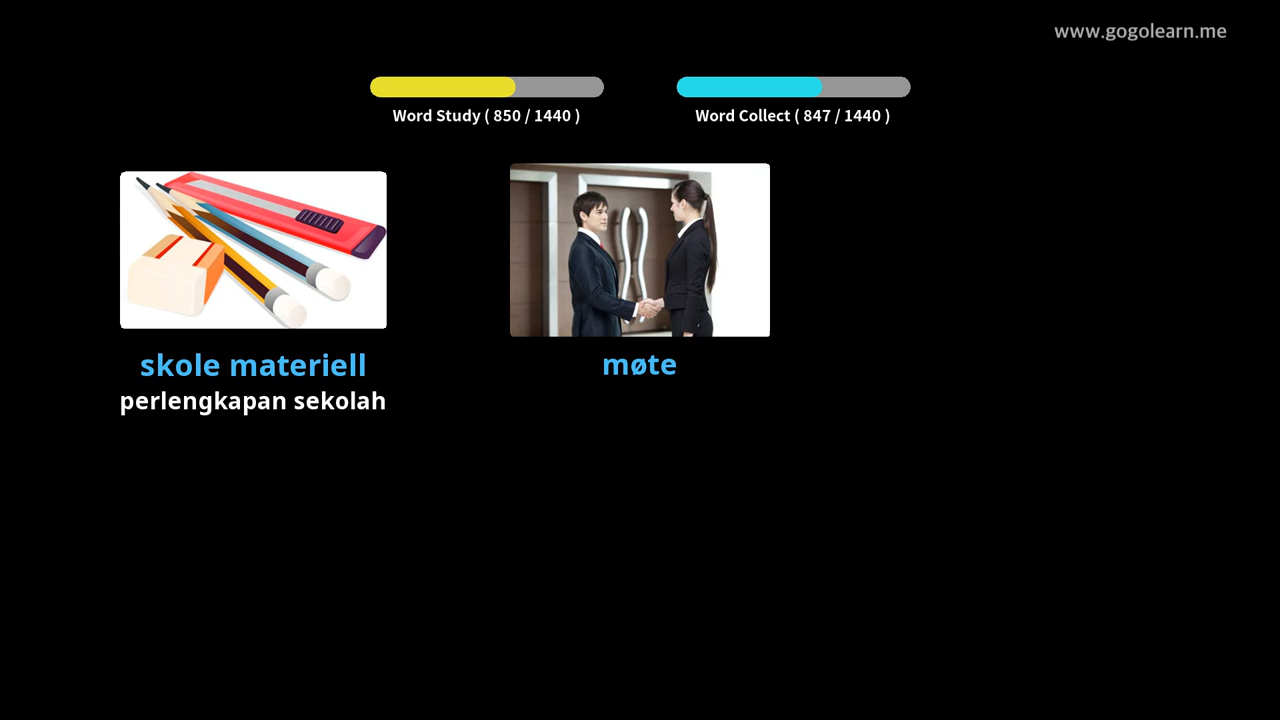 www.gogolearn.me
Word Study ( 850 / 1440 )
Word Collect ( 847 / 1440 )
skole materiell
perlengkapan sekolah
møte